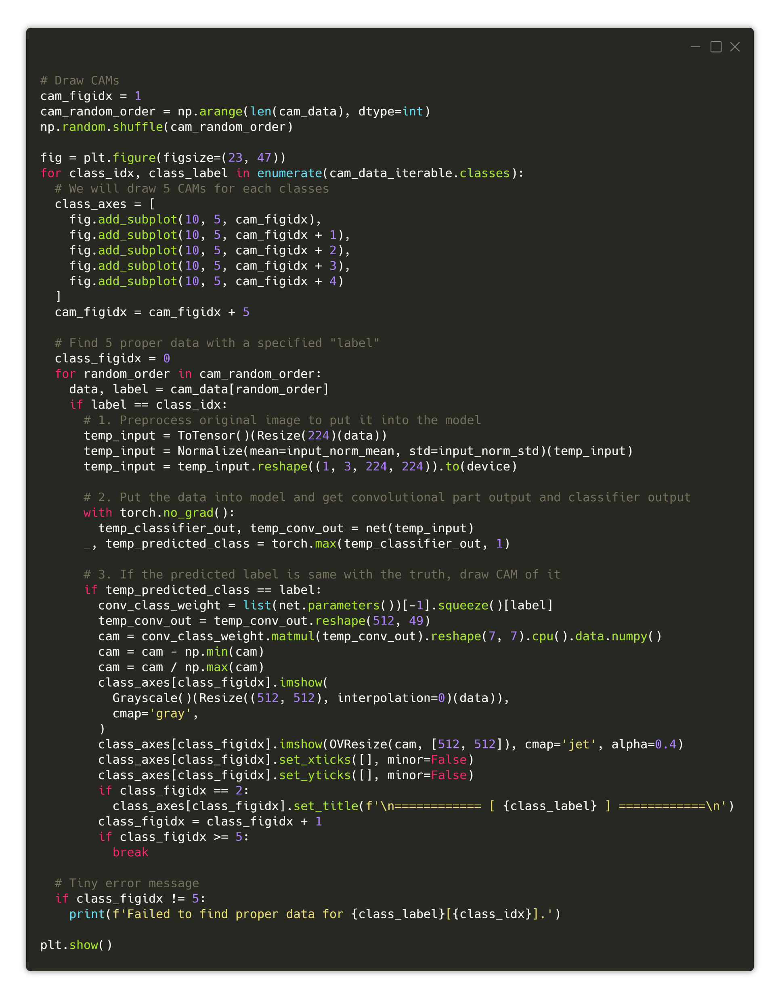 # Draw CAMs
cam_figidx = 1
cam_random_order = np.arange(len(cam_data), dtype=int)
np.random.shuffle(cam_random_order)

fig = plt.figure(figsize=(23, 47))
for class_idx, class_label in enumerate(cam_data_iterable.classes):
  # We will draw 5 CAMs for each classes
  class_axes = [
    fig.add_subplot(10, 5, cam_figidx),
    fig.add_subplot(10, 5, cam_figidx + 1),
    fig.add_subplot(10, 5, cam_figidx + 2),
    fig.add_subplot(10, 5, cam_figidx + 3),
    fig.add_subplot(10, 5, cam_figidx + 4)
  ]
  cam_figidx = cam_figidx + 5

  # Find 5 proper data with a specified "label"
  class_figidx = 0
  for random_order in cam_random_order:
    data, label = cam_data[random_order]
    if label == class_idx:
      # 1. Preprocess original image to put it into the model
      temp_input = ToTensor()(Resize(224)(data))
      temp_input = Normalize(mean=input_norm_mean, std=input_norm_std)(temp_input)
      temp_input = temp_input.reshape((1, 3, 224, 224)).to(device)

      # 2. Put the data into model and get convolutional part output and classifier output
      with torch.no_grad():
        temp_classifier_out, temp_conv_out = net(temp_input)
      _, temp_predicted_class = torch.max(temp_classifier_out, 1)

      # 3. If the predicted label is same with the truth, draw CAM of it
      if temp_predicted_class == label:
        conv_class_weight = list(net.parameters())[-1].squeeze()[label]
        temp_conv_out = temp_conv_out.reshape(512, 49)
        cam = conv_class_weight.matmul(temp_conv_out).reshape(7, 7).cpu().data.numpy()
        cam = cam - np.min(cam)
        cam = cam / np.max(cam)
        class_axes[class_figidx].imshow(
          Grayscale()(Resize((512, 512), interpolation=0)(data)),
          cmap='gray',
        )
        class_axes[class_figidx].imshow(OVResize(cam, [512, 512]), cmap='jet', alpha=0.4)
        class_axes[class_figidx].set_xticks([], minor=False)
        class_axes[class_figidx].set_yticks([], minor=False)
        if class_figidx == 2:
          class_axes[class_figidx].set_title(f'\n============ [ {class_label} ] ============\n')
        class_figidx = class_figidx + 1
        if class_figidx >= 5:
          break

  # Tiny error message
  if class_figidx != 5:
    print(f'Failed to find proper data for {class_label}[{class_idx}].')

plt.show()